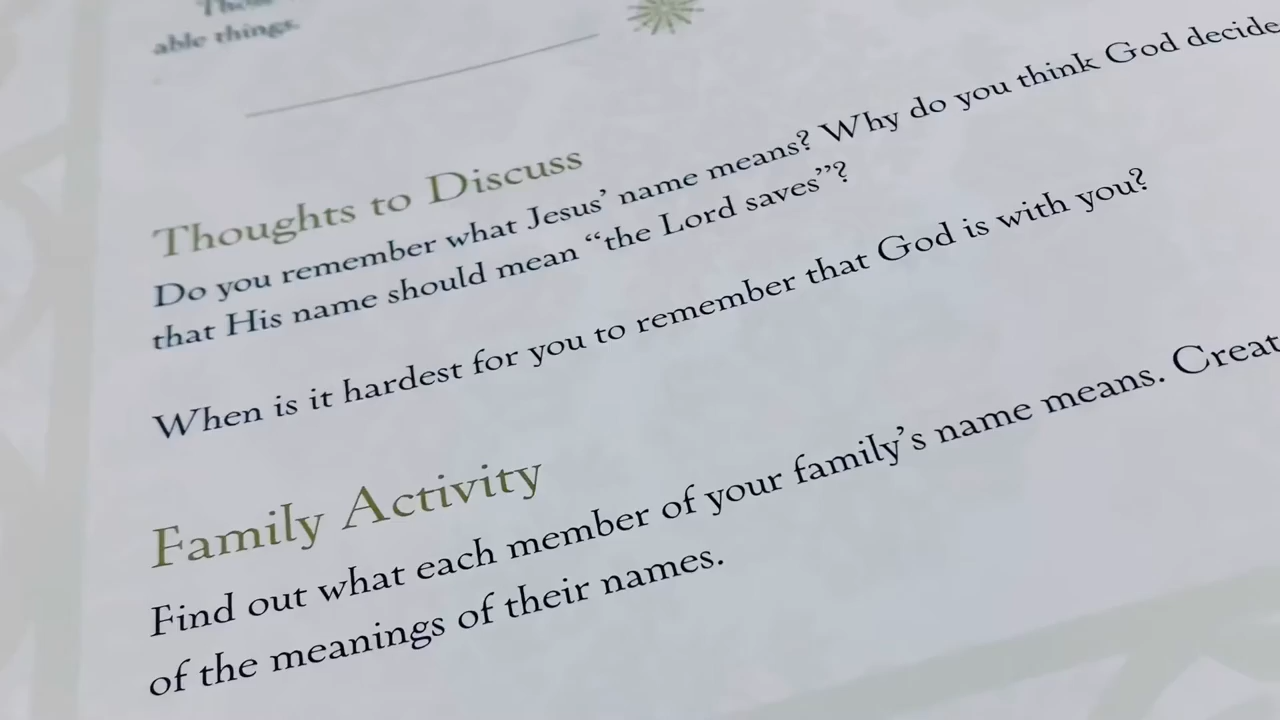 able things.
Thoughts to Discuss
Do you remember what Jesus’ name means? Why do you think God decide
that His name should mean “the Lord saves”?
When is it hardest for you to remember that God is with you?
Family Activity
Find out what each member of your family’s name means. Creat
of the meanings of their names.